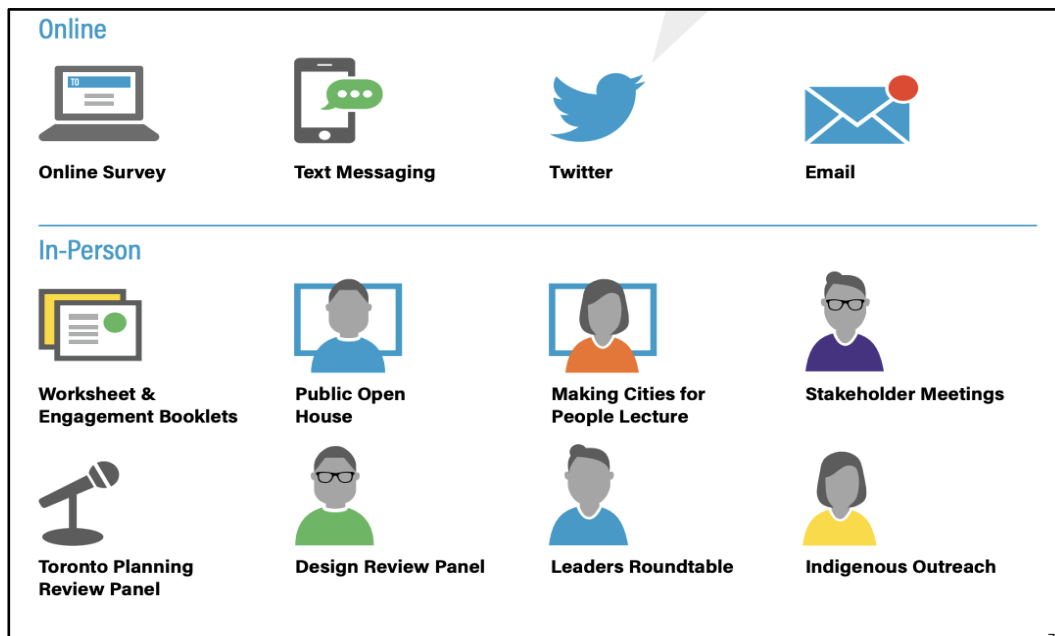 Online
TO
Online Survey
Text Messaging
Twitter
Email
In-Person
Worksheet &
Engagement Booklets
Public Open
House
Making Cities for
People Lecture
Stakeholder Meetings
Toronto Planning
Review Panel
Design Review Panel
Leaders Roundtable
Indigenous Outreach